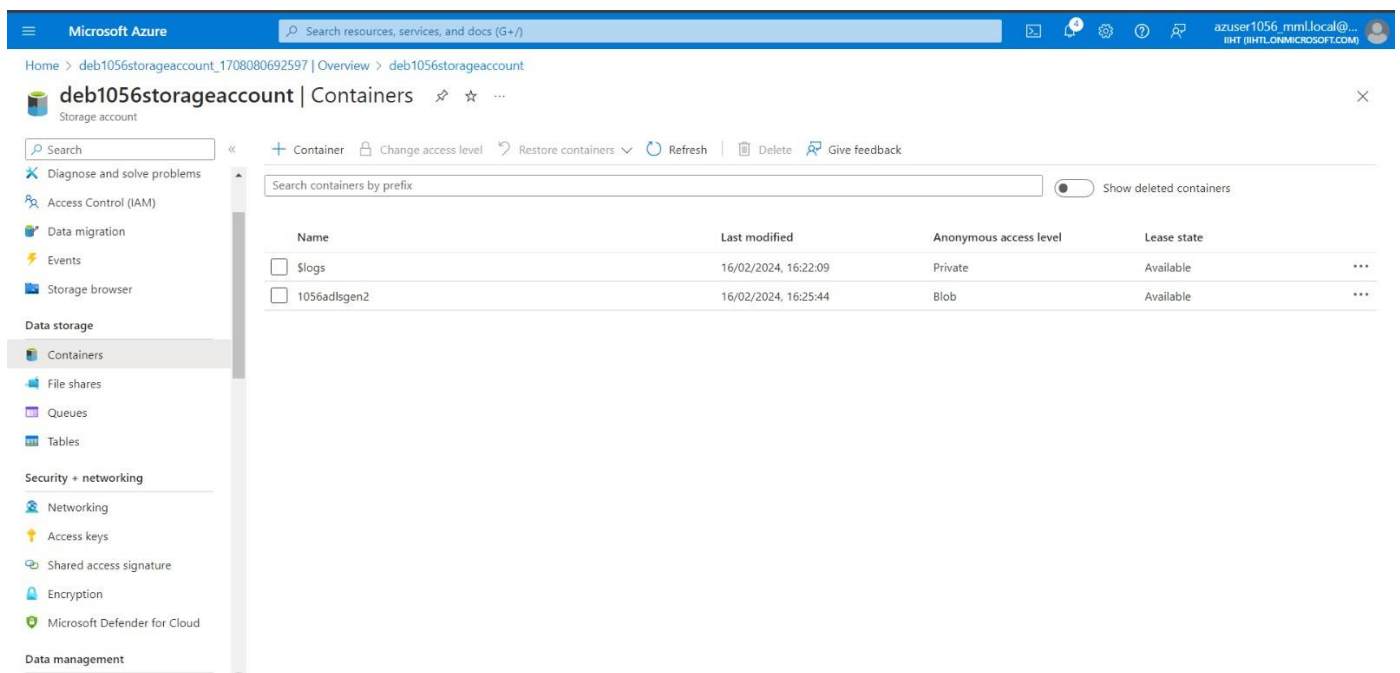 Microsoft Azure
Search resources, services, and docs (G+/)
4
azuser1056_mml.local@...
IIHT (IIHTL.ONMICROSOFT.COM)
Home > deb1056storageaccount_1708080692597 | Overview > deb1056storageaccount
deb1056storageaccount | Containers
Storage account
Search
Container Change access level Restore containers Refresh Delete Give feedback
Search containers by prefix
Show deleted containers
Diagnose and solve problems
Access Control (IAM)
Data migration
Events
Storage browser
Data storage
Containers
File shares
Queues
Tables
Security + networking
Networking
Access keys
Shared access signature
Encryption
Microsoft Defender for Cloud
Data management
Name Last modified Anonymous access level Lease state
$logs 16/02/2024, 16:22:09 Private Available
1056adlsgen2 16/02/2024, 16:25:44 Blob Available